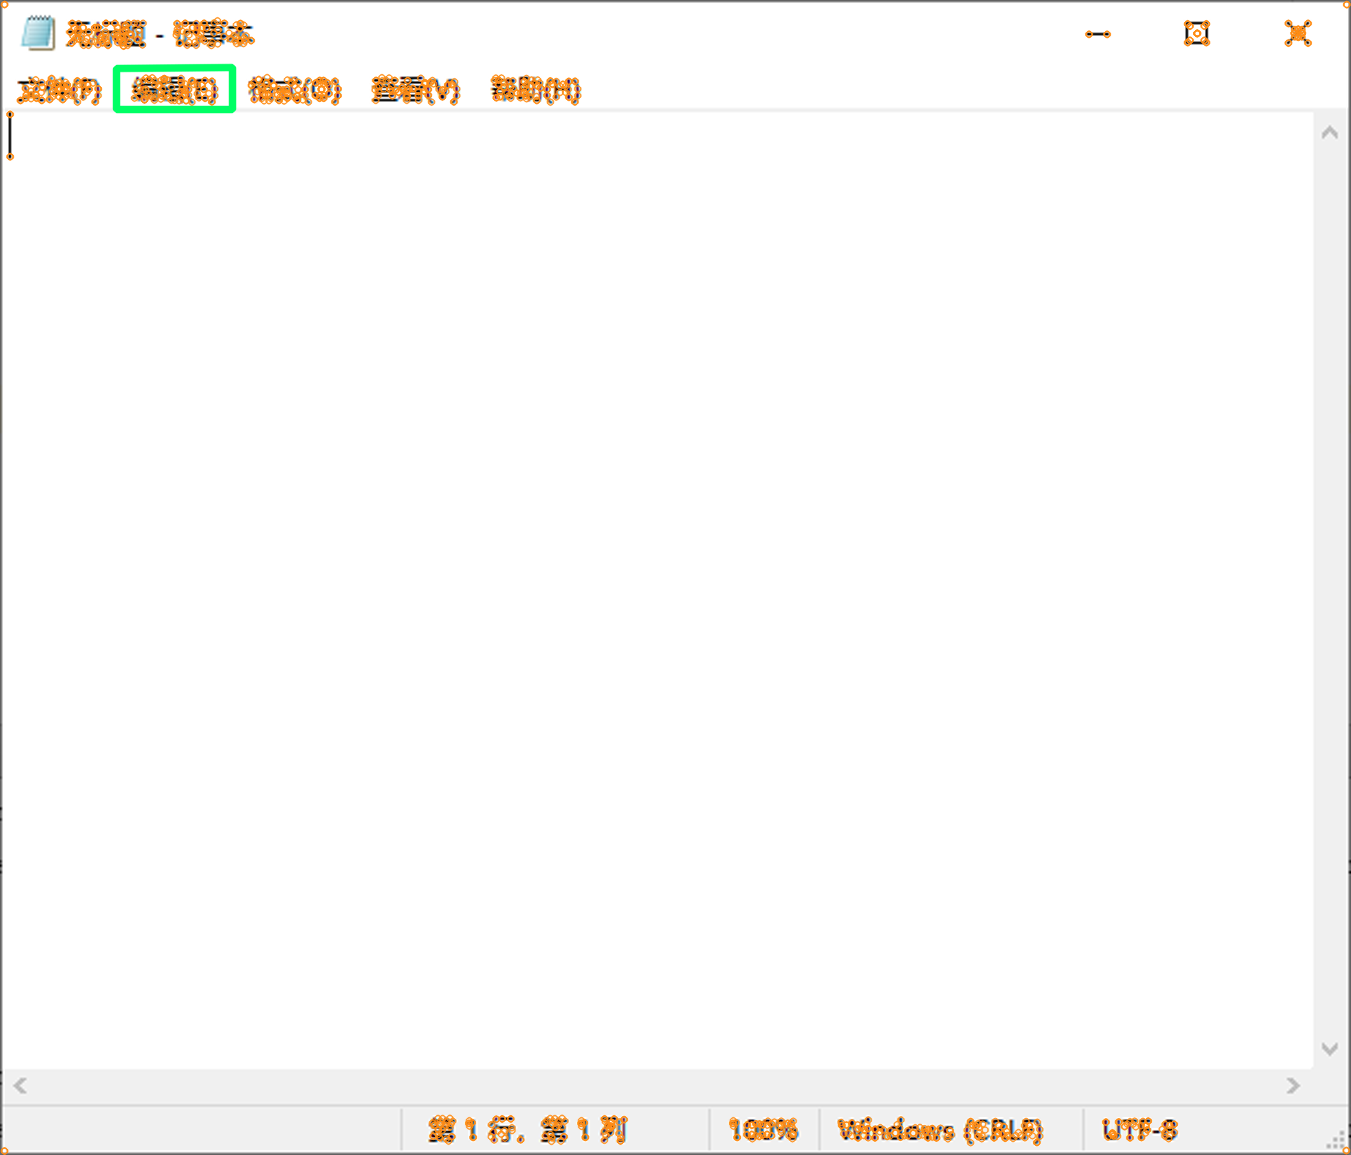 无标题 - 记事本
文件(F) 编辑(E) 格式(O) 查看(V) 帮助(H)
第 1 行，第 1 列 100% Windows (CRLF) UTF-8